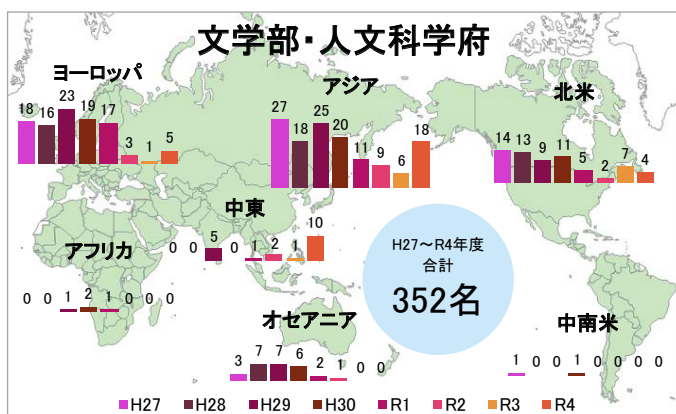 文学部・人文科学府
ヨーロッパ
18 16 23 19 17 3 1 5
アジア
27 18 25 20 11 9 6 18
北米
14 13 9 11 5 2 7 4
中東
0 0 5 0 1 2 1 10
アフリカ
0 0 1 2 1 0 0 0
H27～R4年度
合計
352名
オセアニア
3 7 7 6 2 1 0 0
中南米
1 0 0 1 0 0 0 0
H27 H28 H29 H30 R1 R2 R3 R4